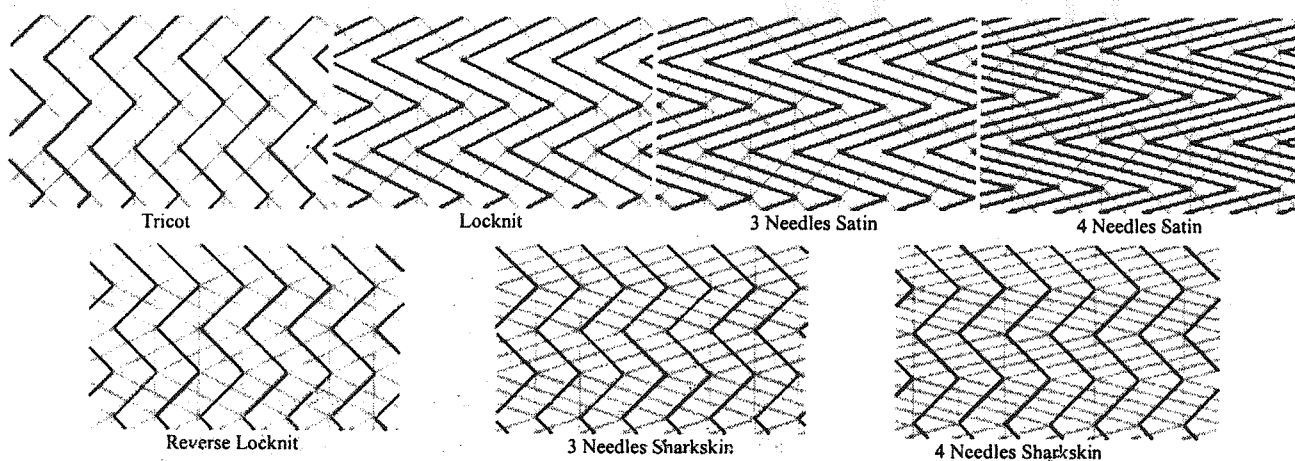 Tricot
Locknit
3 Needles Satin
4 Needles Satin
Reverse Locknit
3 Needles Sharkskin
4 Needles Sharkskin